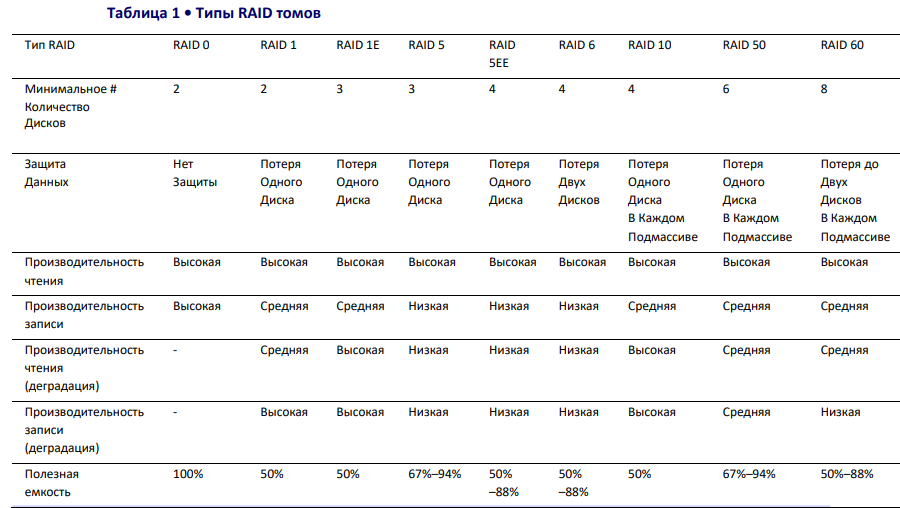 Таблица 1 • Типы RAID томов
Тип RAID RAID 0 RAID 1 RAID 1E RAID 5 RAID RAID 6 RAID 10 RAID 50 RAID 60
5EE
Минимальное # 2 2 3 3 4 4 4 6 8
Количество
Дисков
Защита Нет Потеря Потеря Потеря Потеря Потеря Потеря Потеря Потеря до
Данных Защиты Одного Одного Одного Одного Двух Одного Одного Двух
Диска Диска Диска Диска Дисков Диска Диска Дисков
В Каждом В Каждом В Каждом
Подмассиве Подмассиве Подмассиве
Производительность Высокая Высокая Высокая Высокая Высокая Высокая Высокая Высокая Высокая
чтения
Производительность Высокая Средняя Средняя Низкая Низкая Низкая Средняя Средняя Средняя
записи
Производительность - Средняя Высокая Низкая Низкая Низкая Высокая Средняя Средняя
чтения
(деградация)
Производительность - Высокая Высокая Низкая Низкая Низкая Высокая Средняя Низкая
записи
(деградация)
Полезная 100% 50% 50% 67%–94% 50% 50% 50% 67%–94% 50%–88%
емкость –88% –88%